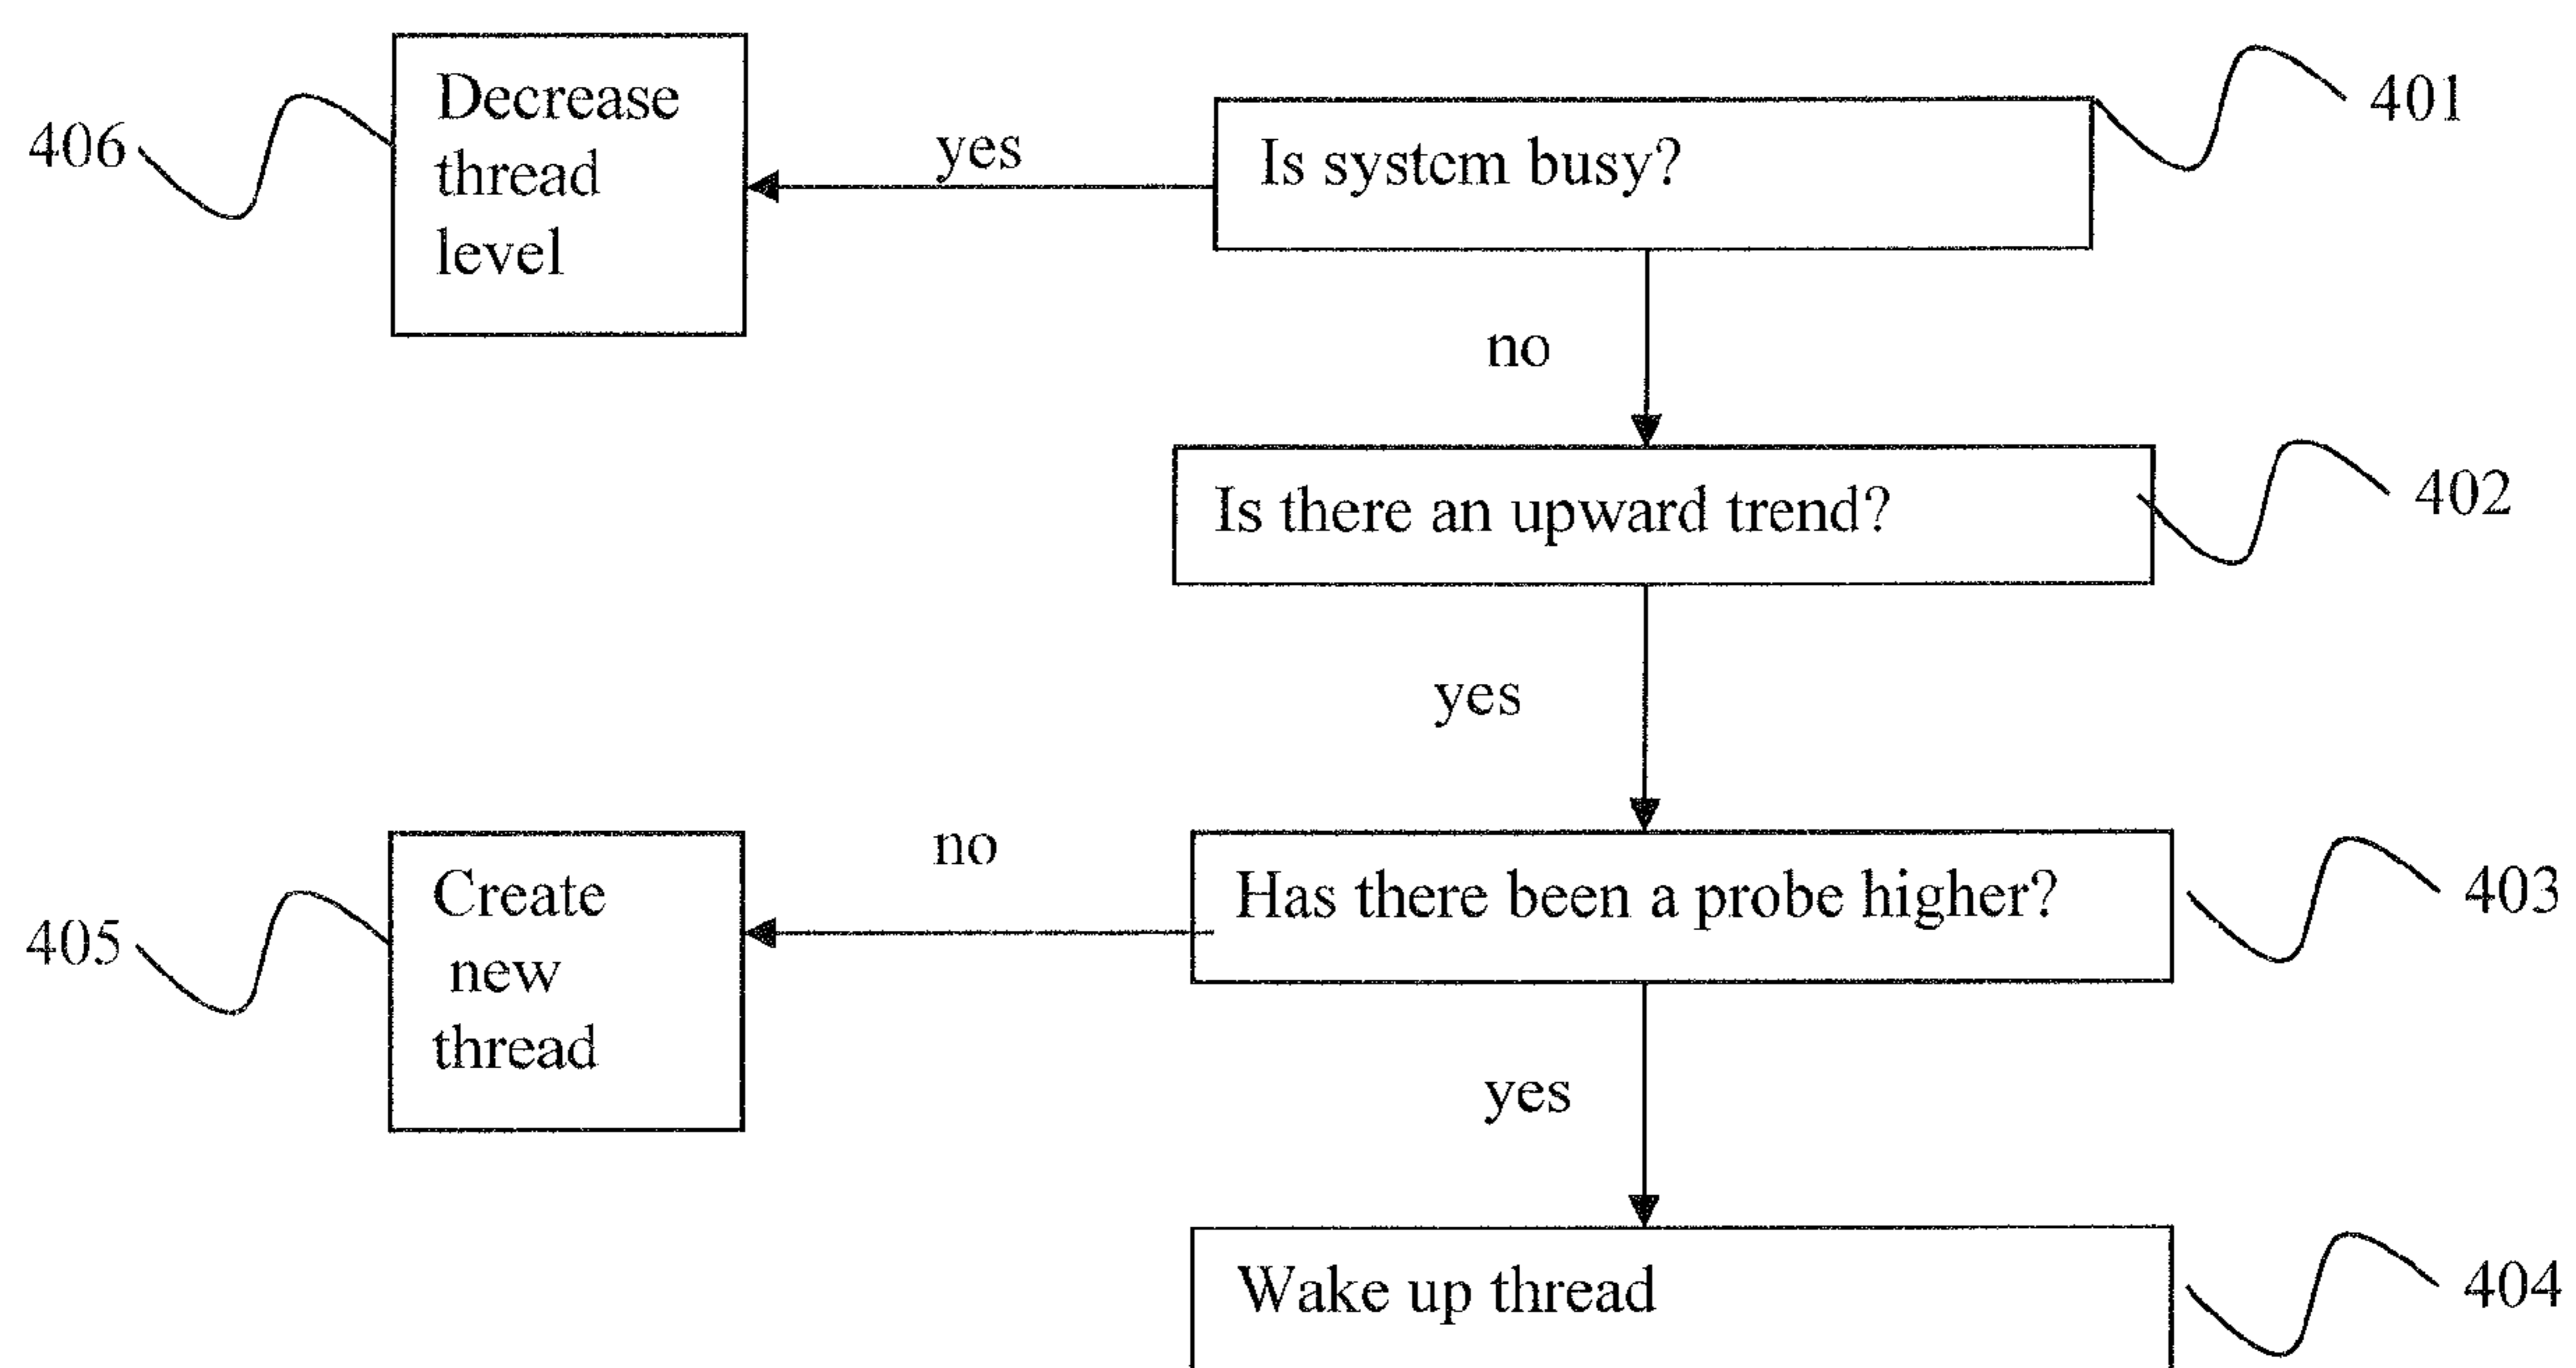 Decrease
thread
level
406
yes
Is system busy?
401
no
Is there an upward trend?
402
yes
Create
new
thread
405
no
Has there been a probe higher?
403
yes
Wake up thread
404